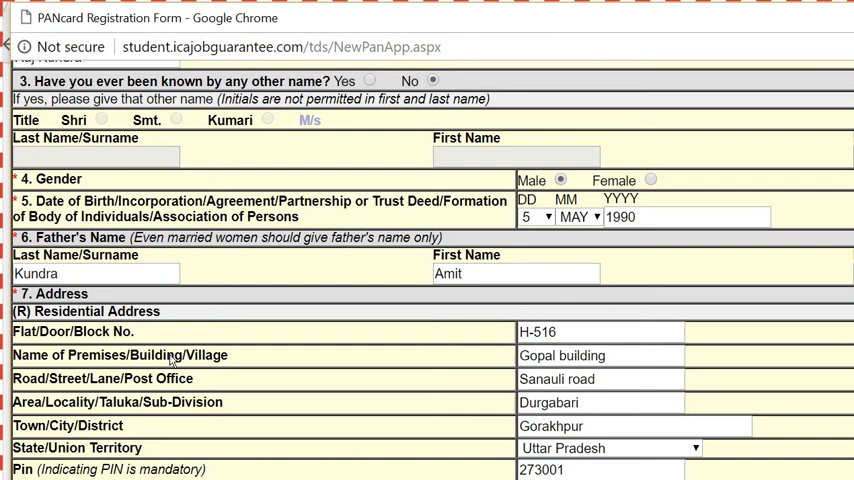 PANcard Registration Form - Google Chrome
Not secure student.icajobguarantee.com/tds/NewPanApp.aspx
3. Have you ever been known by any other name? Yes No
If yes, please give that other name (Initials are not permitted in first and last name)
Title Shri Smt. Kumari M/s
Last Name/Surname First Name
* 4. Gender Male Female
* 5. Date of Birth/Incorporation/Agreement/Partnership or Trust Deed/Formation of Body of Individuals/Association of Persons
DD MM YYYY
5 MAY 1990
* 6. Father's Name (Even married women should give father's name only)
Last Name/Surname First Name
Kundra Amit
* 7. Address
(R) Residential Address
Flat/Door/Block No. H-516
Name of Premises/Building/Village Gopal building
Road/Street/Lane/Post Office Sanauli road
Area/Locality/Taluka/Sub-Division Durgabari
Town/City/District Gorakhpur
State/Union Territory Uttar Pradesh
Pin (Indicating PIN is mandatory) 273001